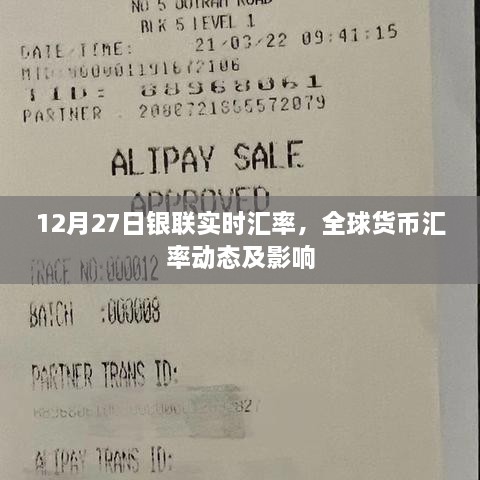 NO 5 OUTRAM ROAD
BLK 5 LEVEL 1
DATE/TIME: 21/03/22 09:41:15
MID:000001191672106
TID: 88968061
PARTNER : 2088721855572079
ALIPAY SALE
APPROVED
12月27日银联实时汇率，全球货币汇
率动态及影响
TRACE NO:000012
BATCH :000008
PARTNER TRANS ID:
ALIPAY TRANS ID: